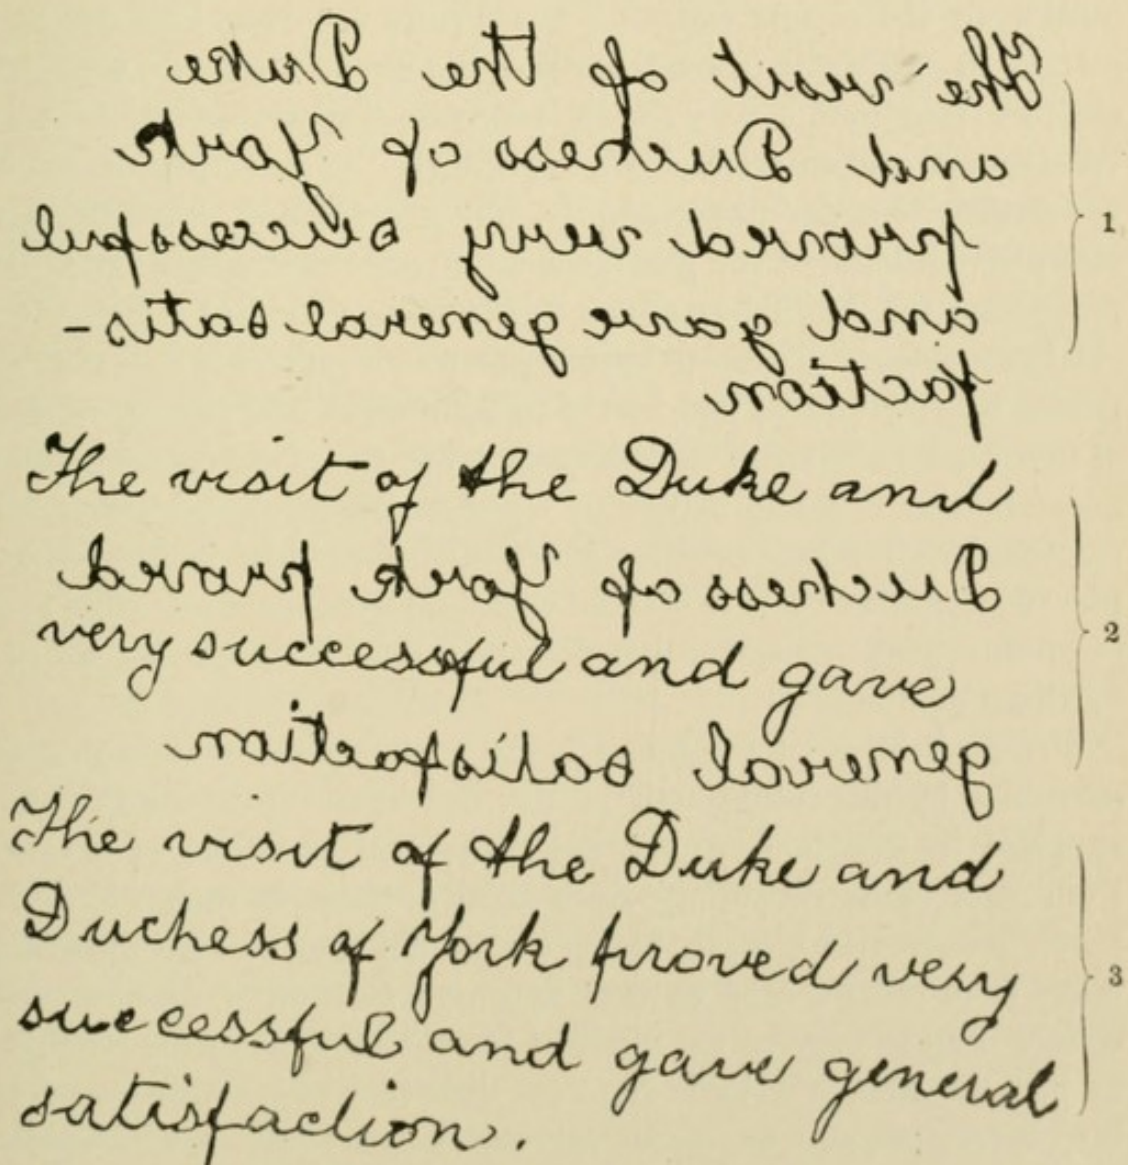 The visit of the Duke
and Duchess of York
proved very successful
and gave general satis-
faction
1
The visit of the Duke and
Duchess of York proved
very successful and gave
general satisfaction
2
The visit of the Duke and
Duchess of York proved very
successful and gave general
satisfaction.
3